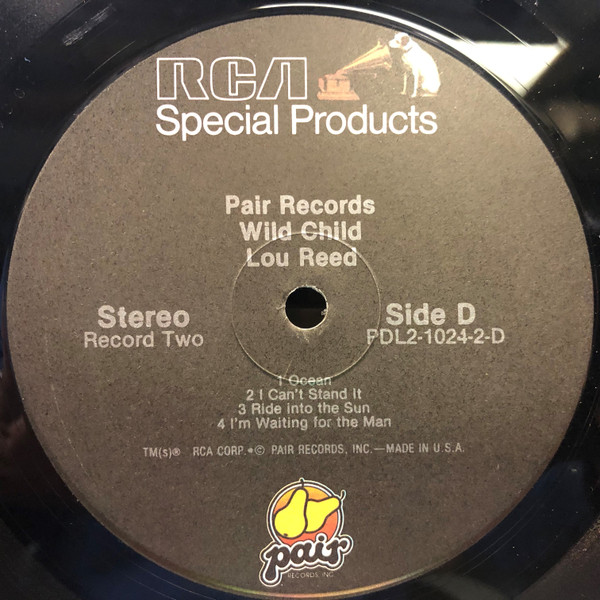 RCA
Special Products
Pair Records
Wild Child
Lou Reed
Stereo
Record Two
Side D
PDL2-1024-2-D
1 Ocean
2 I Can't Stand It
3 Ride into the Sun
4 I'm Waiting for the Man
TM(s)® RCA CORP.•© PAIR RECORDS, INC.—MADE IN U.S.A.
pair
RECORDS, INC.